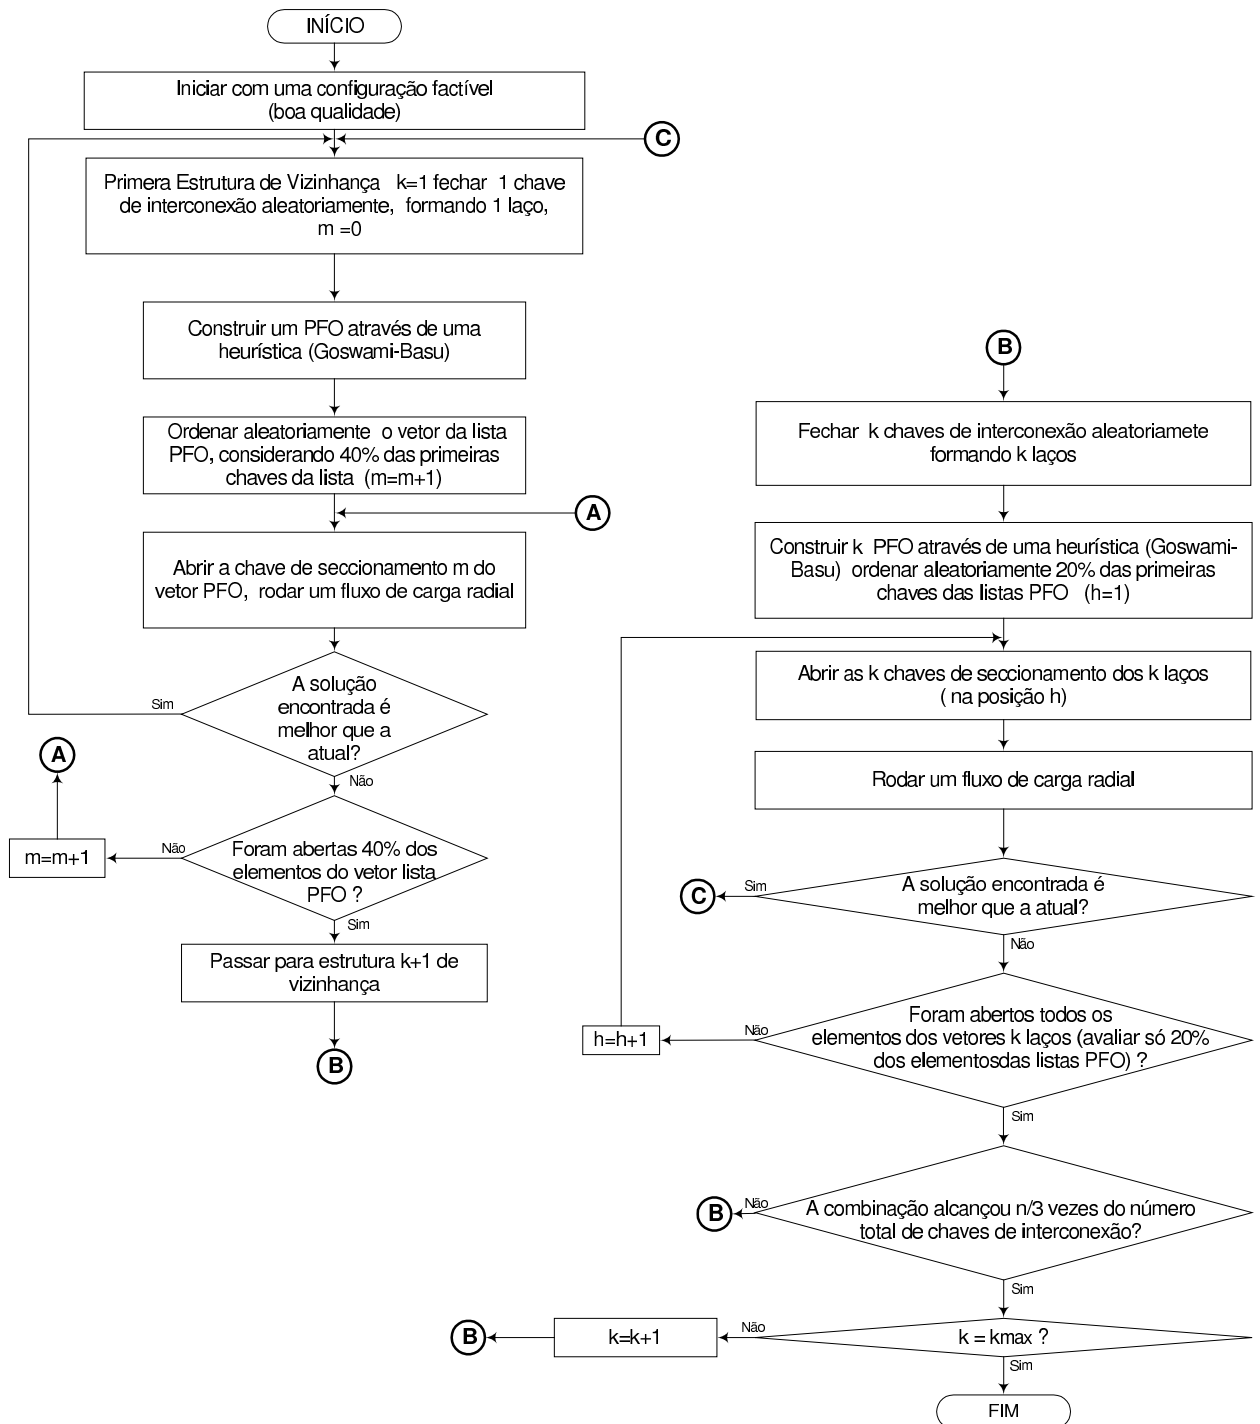 INÍCIO
Iniciar com uma configuração factível
(boa qualidade)
C
Primera Estrutura de Vizinhança k=1 fechar 1 chave
de interconexão aleatoriamente, formando 1 laço,
m =0
Construir um PFO através de uma
heurística (Goswami-Basu)
Ordenar aleatoriamente o vetor da lista
PFO, considerando 40% das primeiras
chaves da lista (m=m+1)
A
Abrir a chave de seccionamento m do
vetor PFO, rodar um fluxo de carga radial
A solução
encontrada é
melhor que a
atual?
Sim
Não
A
m=m+1
Não
Foram abertas 40% dos
elementos do vetor lista
PFO ?
Sim
Passar para estrutura k+1 de
vizinhança
B
B
Fechar k chaves de interconexão aleatoriamete
formando k laços
Construir k PFO através de uma heurística (Goswami-
Basu) ordenar aleatoriamente 20% das primeiras
chaves das listas PFO (h=1)
Abrir as k chaves de seccionamento dos k laços
( na posição h)
Rodar um fluxo de carga radial
A solução encontrada é
melhor que a atual?
Sim
C
Não
Foram abertos todos os
elementos dos vetores k laços (avaliar só 20%
dos elementosdas listas PFO) ?
Não
h=h+1
Sim
A combinação alcançou n/3 vezes do número
total de chaves de interconexão?
Não
B
Sim
k = kmax ?
Não
k=k+1
B
Sim
FIM